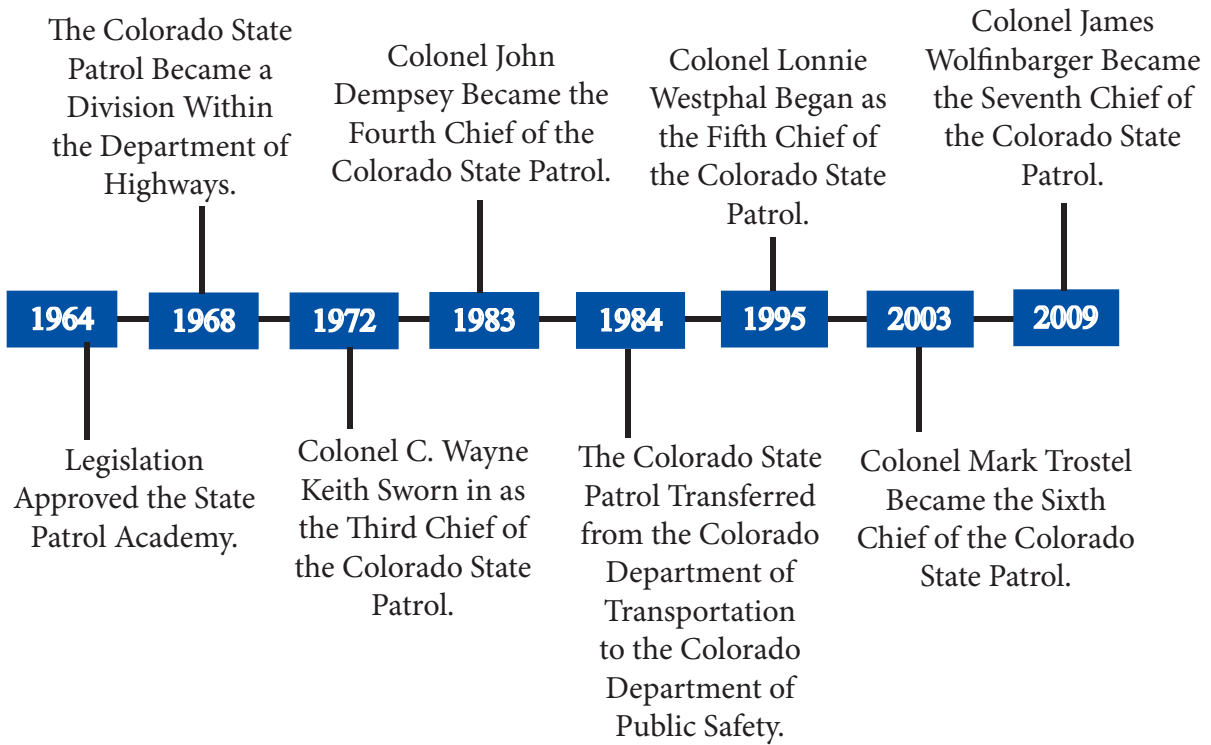 The Colorado State
Patrol Became a
Division Within
the Department of
Highways.
Colonel John
Dempsey Became the
Fourth Chief of the
Colorado State Patrol.
Colonel Lonnie
Westphal Began as
the Fifth Chief of
the Colorado State
Patrol.
Colonel James
Wolfinbarger Became
the Seventh Chief of
the Colorado State
Patrol.
1964 1968 1972 1983 1984 1995 2003 2009
Legislation
Approved the State
Patrol Academy.
Colonel C. Wayne
Keith Sworn in as
the Third Chief of
the Colorado State
Patrol.
The Colorado State
Patrol Transferred
from the Colorado
Department of
Transportation
to the Colorado
Department of
Public Safety.
Colonel Mark Trostel
Became the Sixth
Chief of the Colorado
State Patrol.